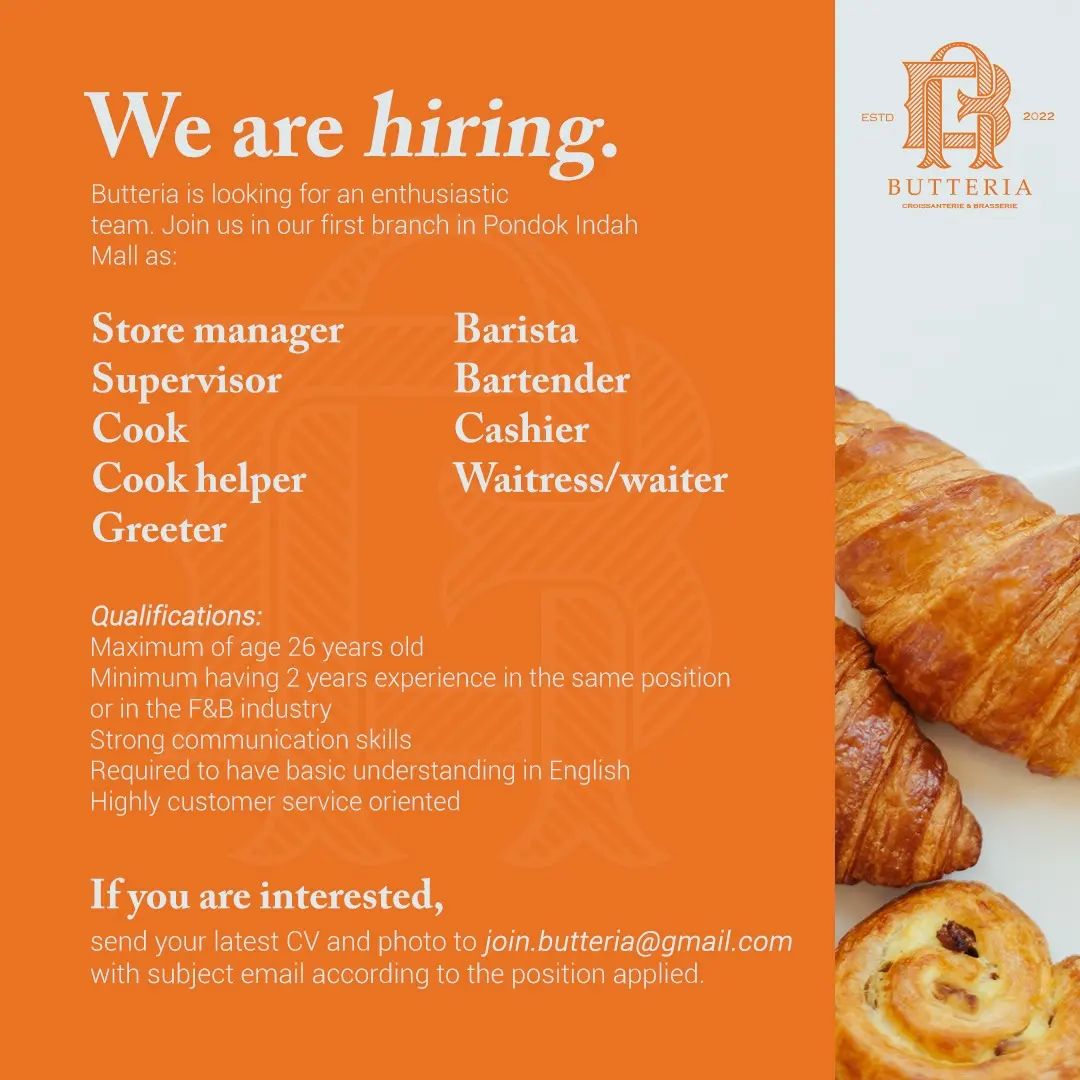 We are hiring.
Butteria is looking for an enthusiastic
team. Join us in our first branch in Pondok Indah
Mall as:
Store manager
Supervisor
Cook
Cook helper
Greeter
Barista
Bartender
Cashier
Waitress/waiter
Qualifications:
Maximum of age 26 years old
Minimum having 2 years experience in the same position
or in the F&B industry
Strong communication skills
Required to have basic understanding in English
Highly customer service oriented
If you are interested,
send your latest CV and photo to join.butteria@gmail.com
with subject email according to the position applied.
ESTD 2022
BUTTERIA
CROISSANTERIE & BRASSERIE